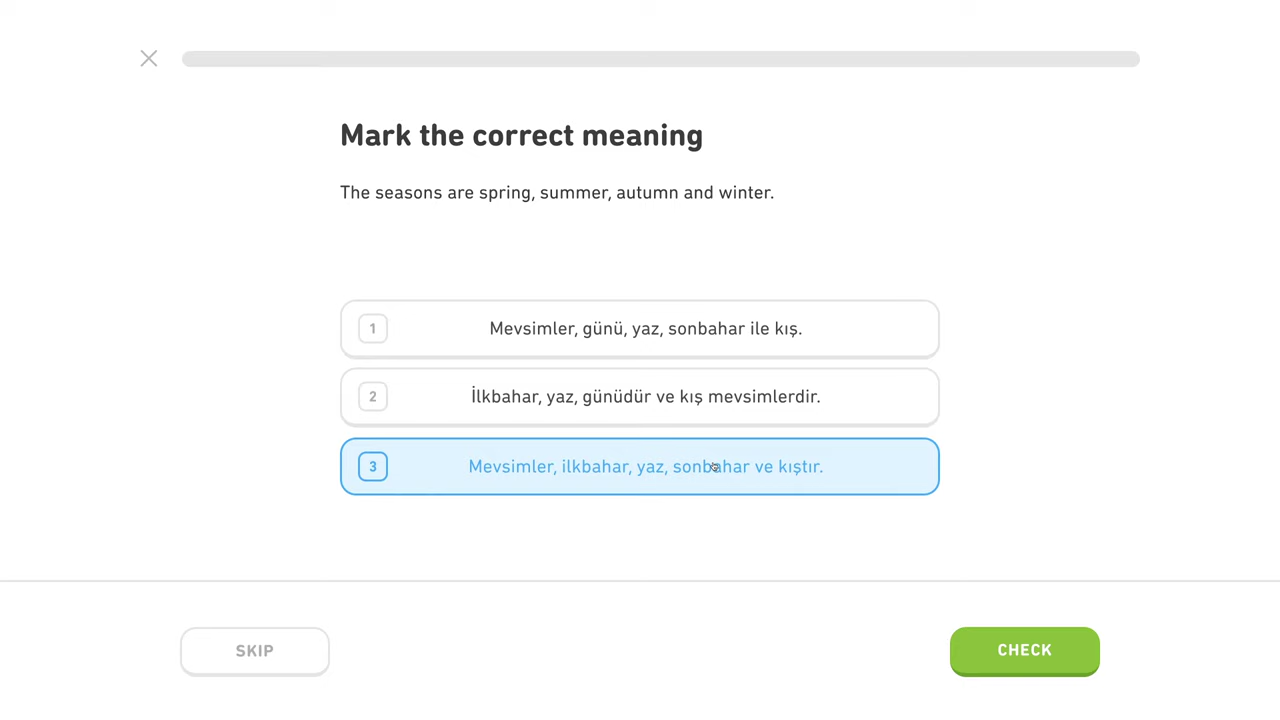 Mark the correct meaning
The seasons are spring, summer, autumn and winter.
1 Mevsimler, günü, yaz, sonbahar ile kış.
2 İlkbahar, yaz, günüdür ve kış mevsimlerdir.
3 Mevsimler, ilkbahar, yaz, sonbahar ve kıştır.
SKIP
CHECK